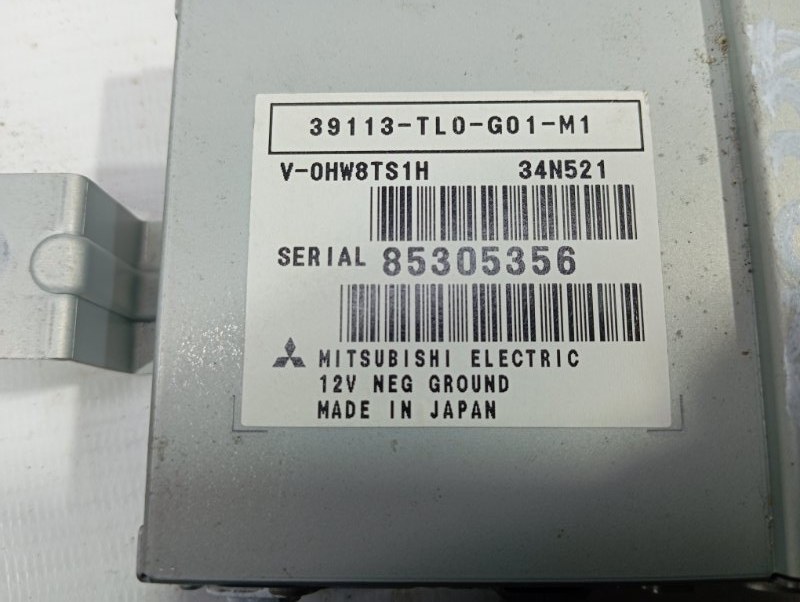 39113-TL0-G01-M1
V-0HW8TS1H 34N521
SERIAL 85305356
MITSUBISHI ELECTRIC
12V NEG GROUND
MADE IN JAPAN